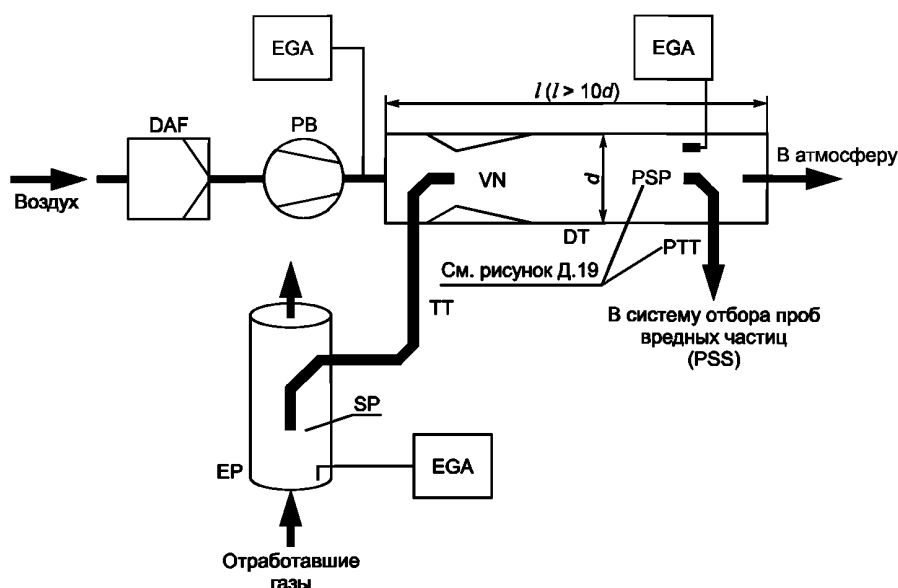 EGA
EGA
l (l > 10d)
DAF
PB
В атмосферу
Воздух
VN
d
PSP
DT
PTT
См. рисунок Д.19
TT
В систему отбора проб
вредных частиц
(PSS)
SP
EP
EGA
Отработавшие
газы